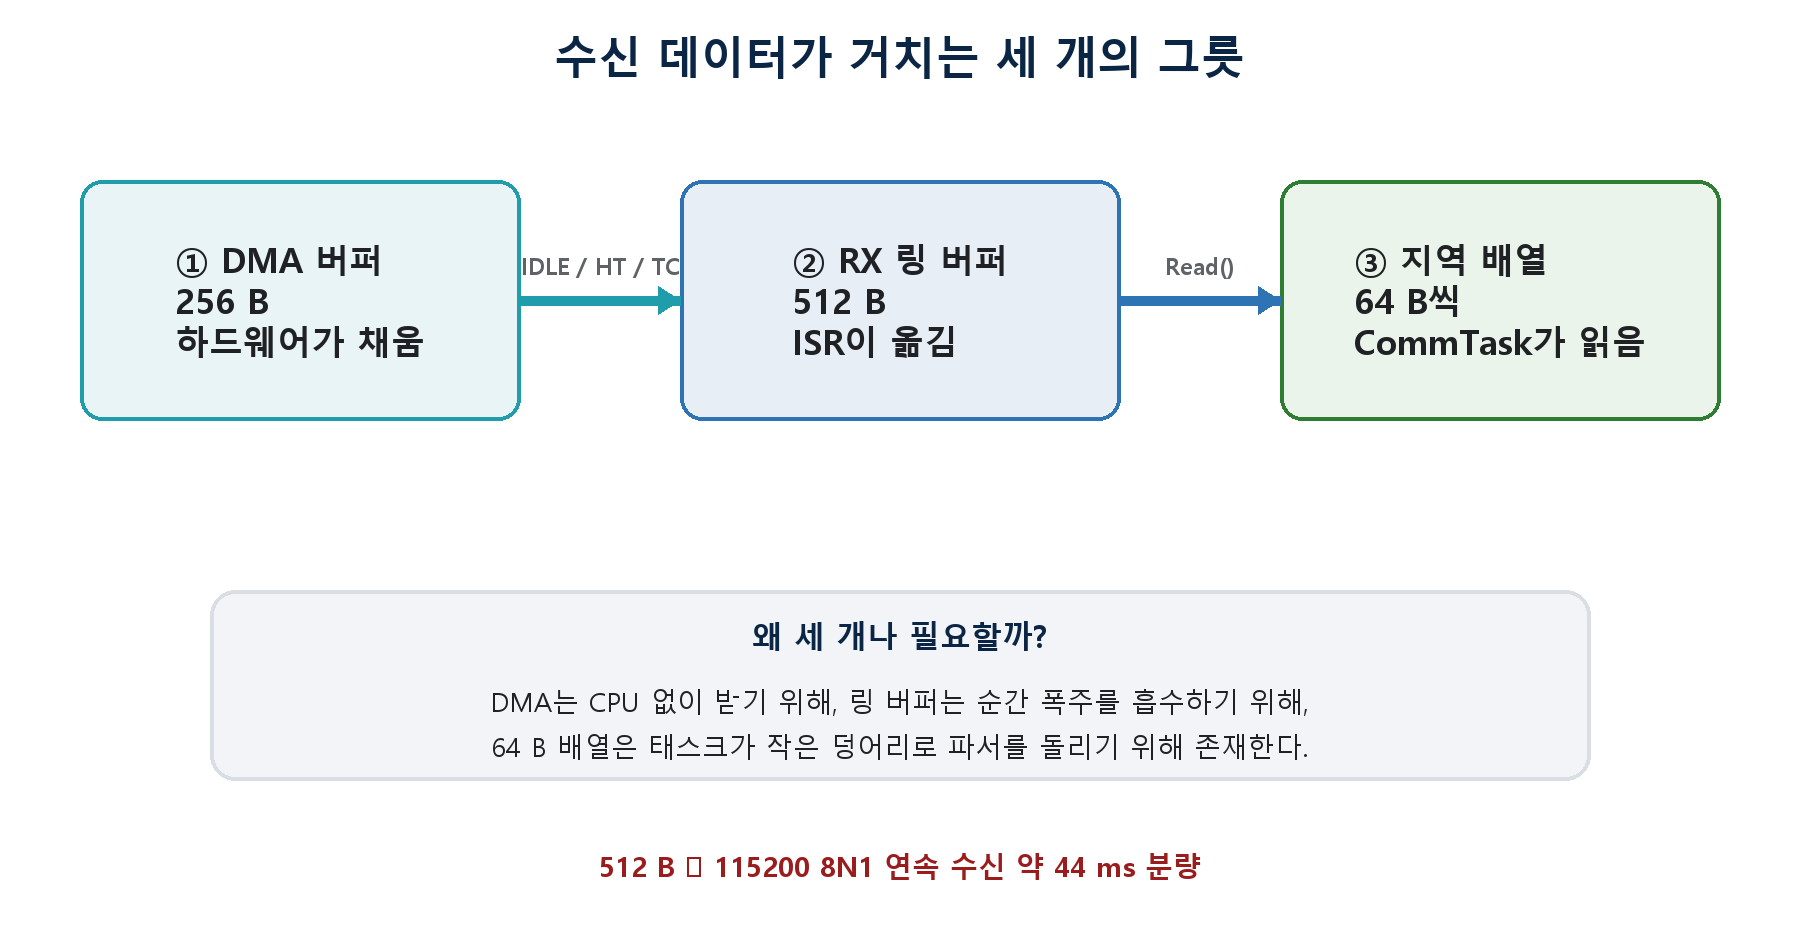 수신 데이터가 거치는 세 개의 그릇
① DMA 버퍼
256 B
하드웨어가 채움
IDLE / HT / TC
② RX 링 버퍼
512 B
ISR이 옮김
Read()
③ 지역 배열
64 B씩
CommTask가 읽음
왜 세 개나 필요할까?
DMA는 CPU 없이 받기 위해, 링 버퍼는 순간 폭주를 흡수하기 위해,
64 B 배열은 태스크가 작은 덩어리로 파서를 돌리기 위해 존재한다.
512 B □ 115200 8N1 연속 수신 약 44 ms 분량